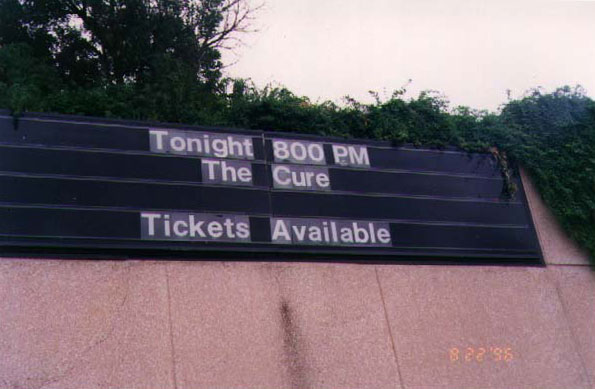 Tonight 800 PM
The Cure
Tickets Available
8 22 '96